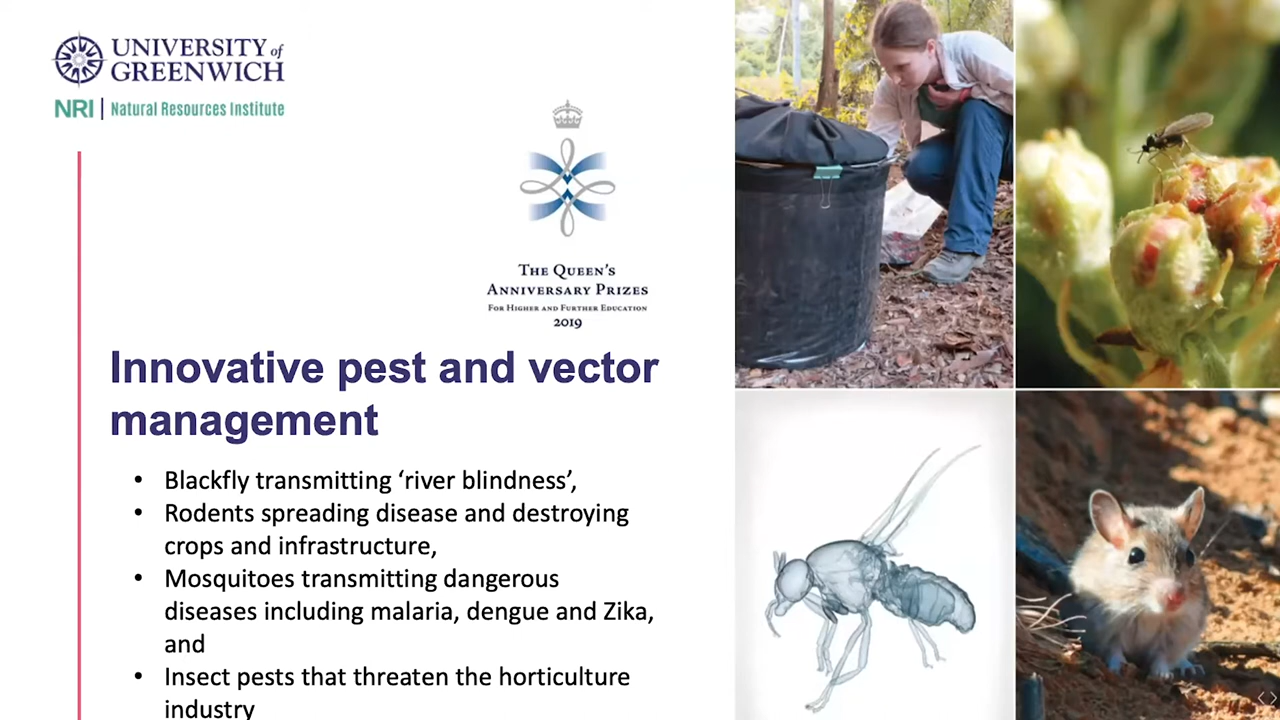 UNIVERSITY of
GREENWICH
NRI | Natural Resources Institute
THE QUEEN'S
ANNIVERSARY PRIZES
FOR HIGHER AND FURTHER EDUCATION
2019
Innovative pest and vector
management
• Blackfly transmitting ‘river blindness’,
• Rodents spreading disease and destroying
crops and infrastructure,
• Mosquitoes transmitting dangerous
diseases including malaria, dengue and Zika,
and
• Insect pests that threaten the horticulture
industry